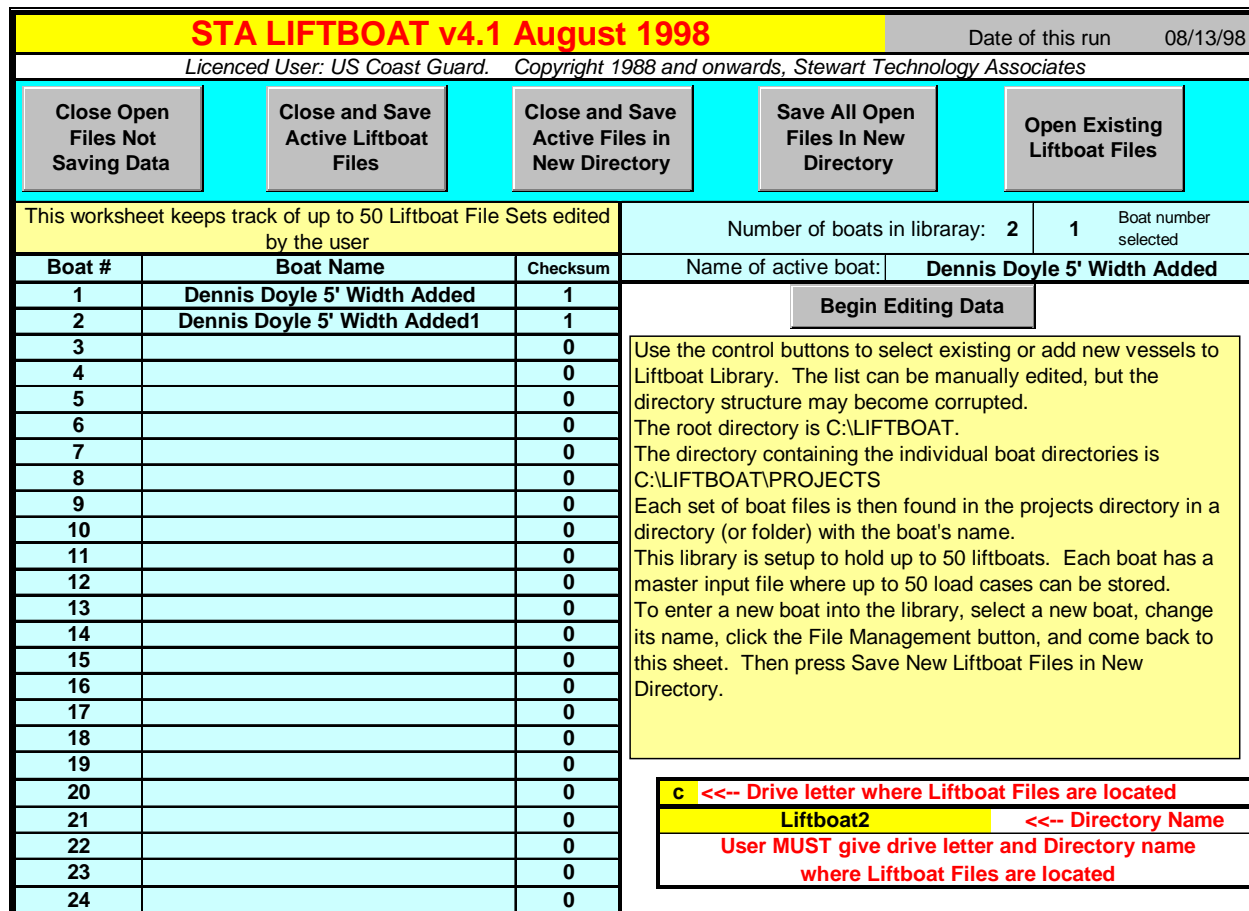 STA LIFTBOAT v4.1 August 1998
Date of this run 08/13/98
Licenced User: US Coast Guard. Copyright 1988 and onwards, Stewart Technology Associates
Close Open
Files Not
Saving Data
Close and Save
Active Liftboat
Files
Close and Save
Active Files in
New Directory
Save All Open
Files In New
Directory
Open Existing
Liftboat Files
This worksheet keeps track of up to 50 Liftboat File Sets edited
by the user
Number of boats in libraray: 2
1 Boat number
selected
Boat # Boat Name Checksum
Name of active boat: Dennis Doyle 5' Width Added
1 Dennis Doyle 5' Width Added 1
2 Dennis Doyle 5' Width Added1 1
3 0
4 0
5 0
6 0
7 0
8 0
9 0
10 0
11 0
12 0
13 0
14 0
15 0
16 0
17 0
18 0
19 0
20 0
21 0
22 0
23 0
24 0
Begin Editing Data
Use the control buttons to select existing or add new vessels to
Liftboat Library. The list can be manually edited, but the
directory structure may become corrupted.
The root directory is C:\LIFTBOAT.
The directory containing the individual boat directories is
C:\LIFTBOAT\PROJECTS
Each set of boat files is then found in the projects directory in a
directory (or folder) with the boat's name.
This library is setup to hold up to 50 liftboats. Each boat has a
master input file where up to 50 load cases can be stored.
To enter a new boat into the library, select a new boat, change
its name, click the File Management button, and come back to
this sheet. Then press Save New Liftboat Files in New
Directory.
c <<-- Drive letter where Liftboat Files are located
Liftboat2 <<-- Directory Name
User MUST give drive letter and Directory name
where Liftboat Files are located